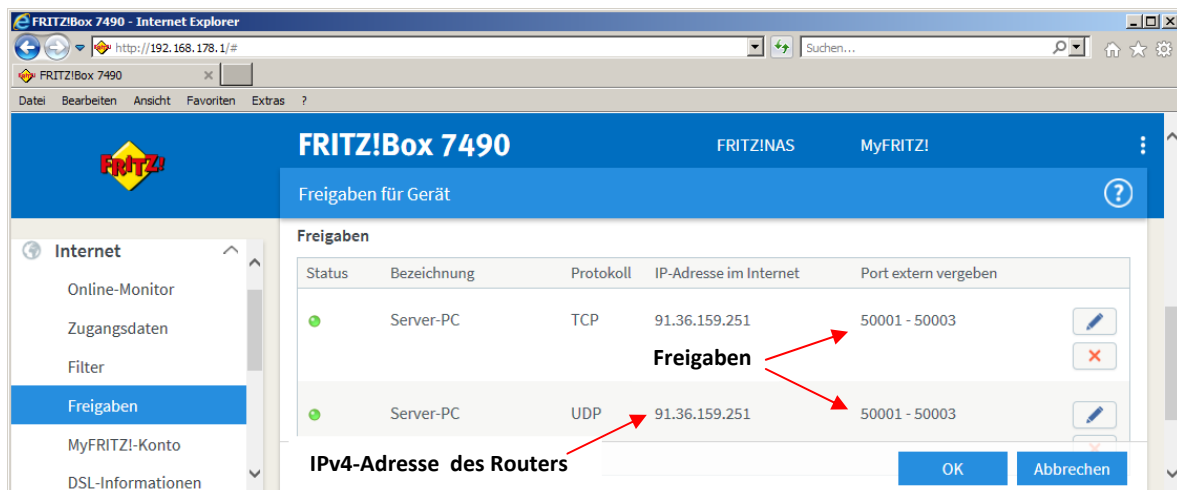 FRITZ!Box 7490 - Internet Explorer
http://192.168.178.1/#
Suchen...
FRITZ!Box 7490
Datei Bearbeiten Ansicht Favoriten Extras ?
FRITZ!
FRITZ!Box 7490
FRITZ!NAS
MyFRITZ!
Freigaben für Gerät
?
Internet
Online-Monitor
Zugangsdaten
Filter
Freigaben
MyFRITZ!-Konto
DSL-Informationen
Freigaben
Status Bezeichnung Protokoll IP-Adresse im Internet Port extern vergeben
Server-PC TCP 91.36.159.251 50001 - 50003
Freigaben
Server-PC UDP 91.36.159.251 50001 - 50003
IPv4-Adresse des Routers
OK
Abbrechen